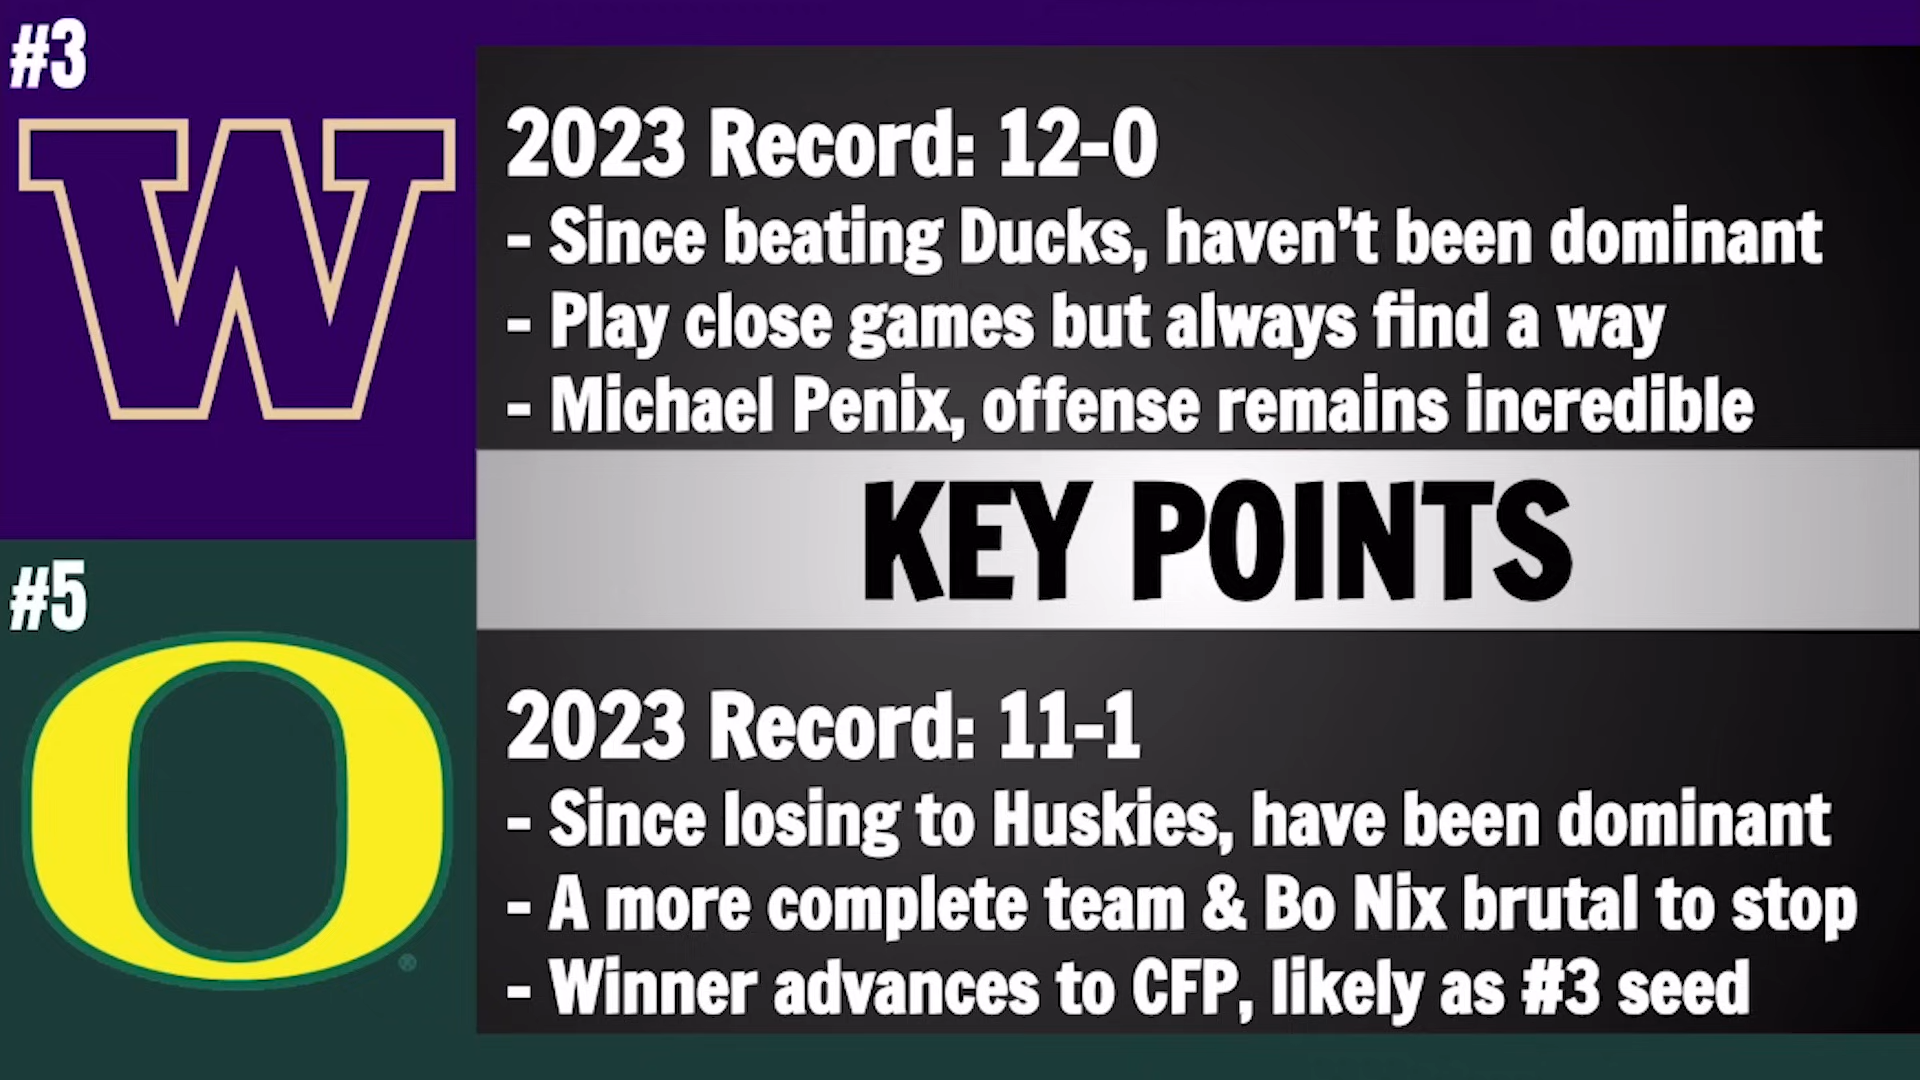 #3
W
2023 Record: 12-0
- Since beating Ducks, haven't been dominant
- Play close games but always find a way
- Michael Penix, offense remains incredible
KEY POINTS
#5
O
®
2023 Record: 11-1
- Since losing to Huskies, have been dominant
- A more complete team & Bo Nix brutal to stop
- Winner advances to CFP, likely as #3 seed